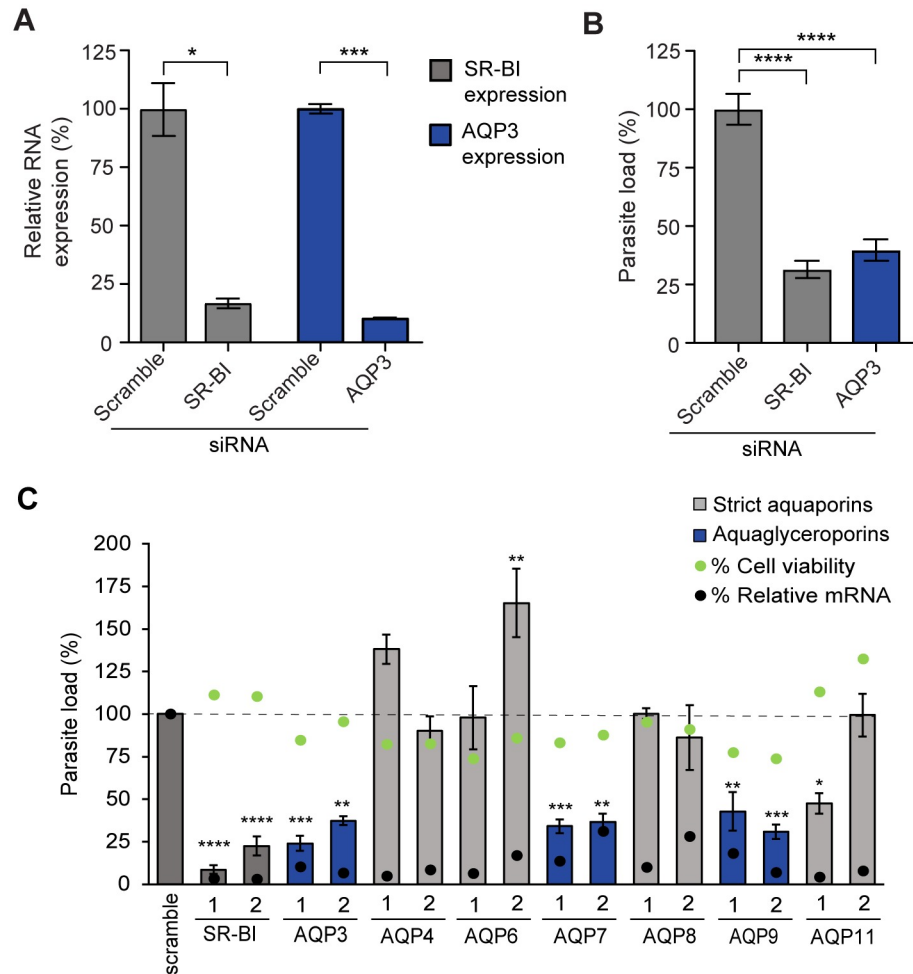 A
Relative RNA
expression (%)
125
100
75
50
25
0
*
***
Scramble
SR-BI
Scramble
AQP3
siRNA
SR-BI
expression
AQP3
expression
B
Parasite load (%)
125
100
75
50
25
0
****
****
Scramble
SR-BI
AQP3
siRNA
C
Strict aquaporins
Aquaglyceroporins
% Cell viability
% Relative mRNA
Parasite load (%)
200
175
150
125
100
75
50
25
0
**** **** *** ** ** *** ** ** *** *
scramble
1 2 1 2 1 2 1 2 1 2 1 2 1 2 1 2
SR-BI AQP3 AQP4 AQP6 AQP7 AQP8 AQP9 AQP11